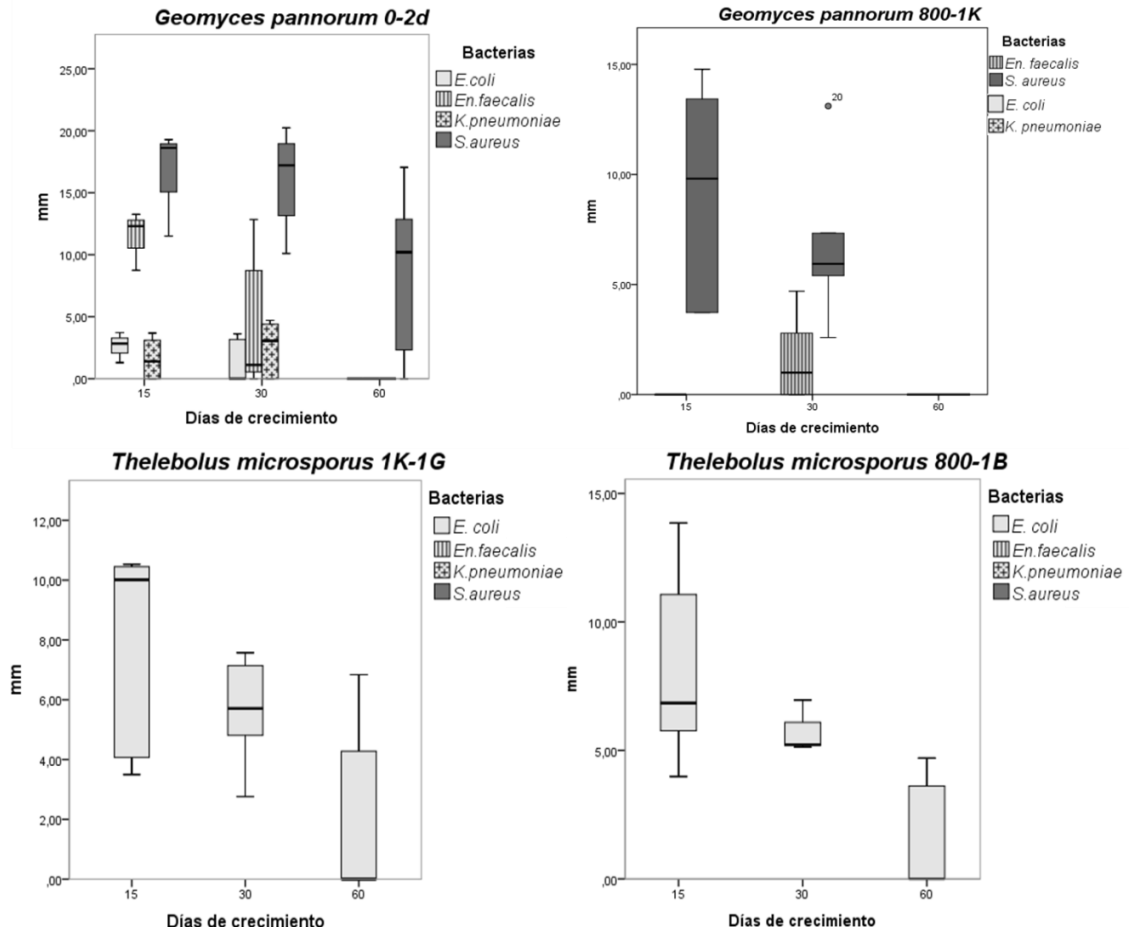 Geomyces pannorum 0-2d
Bacterias
E.coli
En.faecalis
K.pneumoniae
S.aureus
25,00
20,00
15,00
10,00
5,00
,00
mm
15
30
60
Días de crecimiento
Geomyces pannorum 800-1K
Bacterias
En. faecalis
S. aureus
E. coli
K. pneumoniae
15,00
10,00
5,00
,00
mm
20
15
30
60
Días de crecimiento
Thelebolus microsporus 1K-1G
Bacterias
E. coli
En.faecalis
K.pneumoniae
S.aureus
12,00
10,00
8,00
6,00
4,00
2,00
,00
mm
15
30
60
Días de crecimiento
Thelebolus microsporus 800-1B
Bacterias
E. coli
En.faecalis
K.pneumoniae
S.aureus
15,00
10,00
5,00
,00
mm
15
30
60
Días de crecimiento